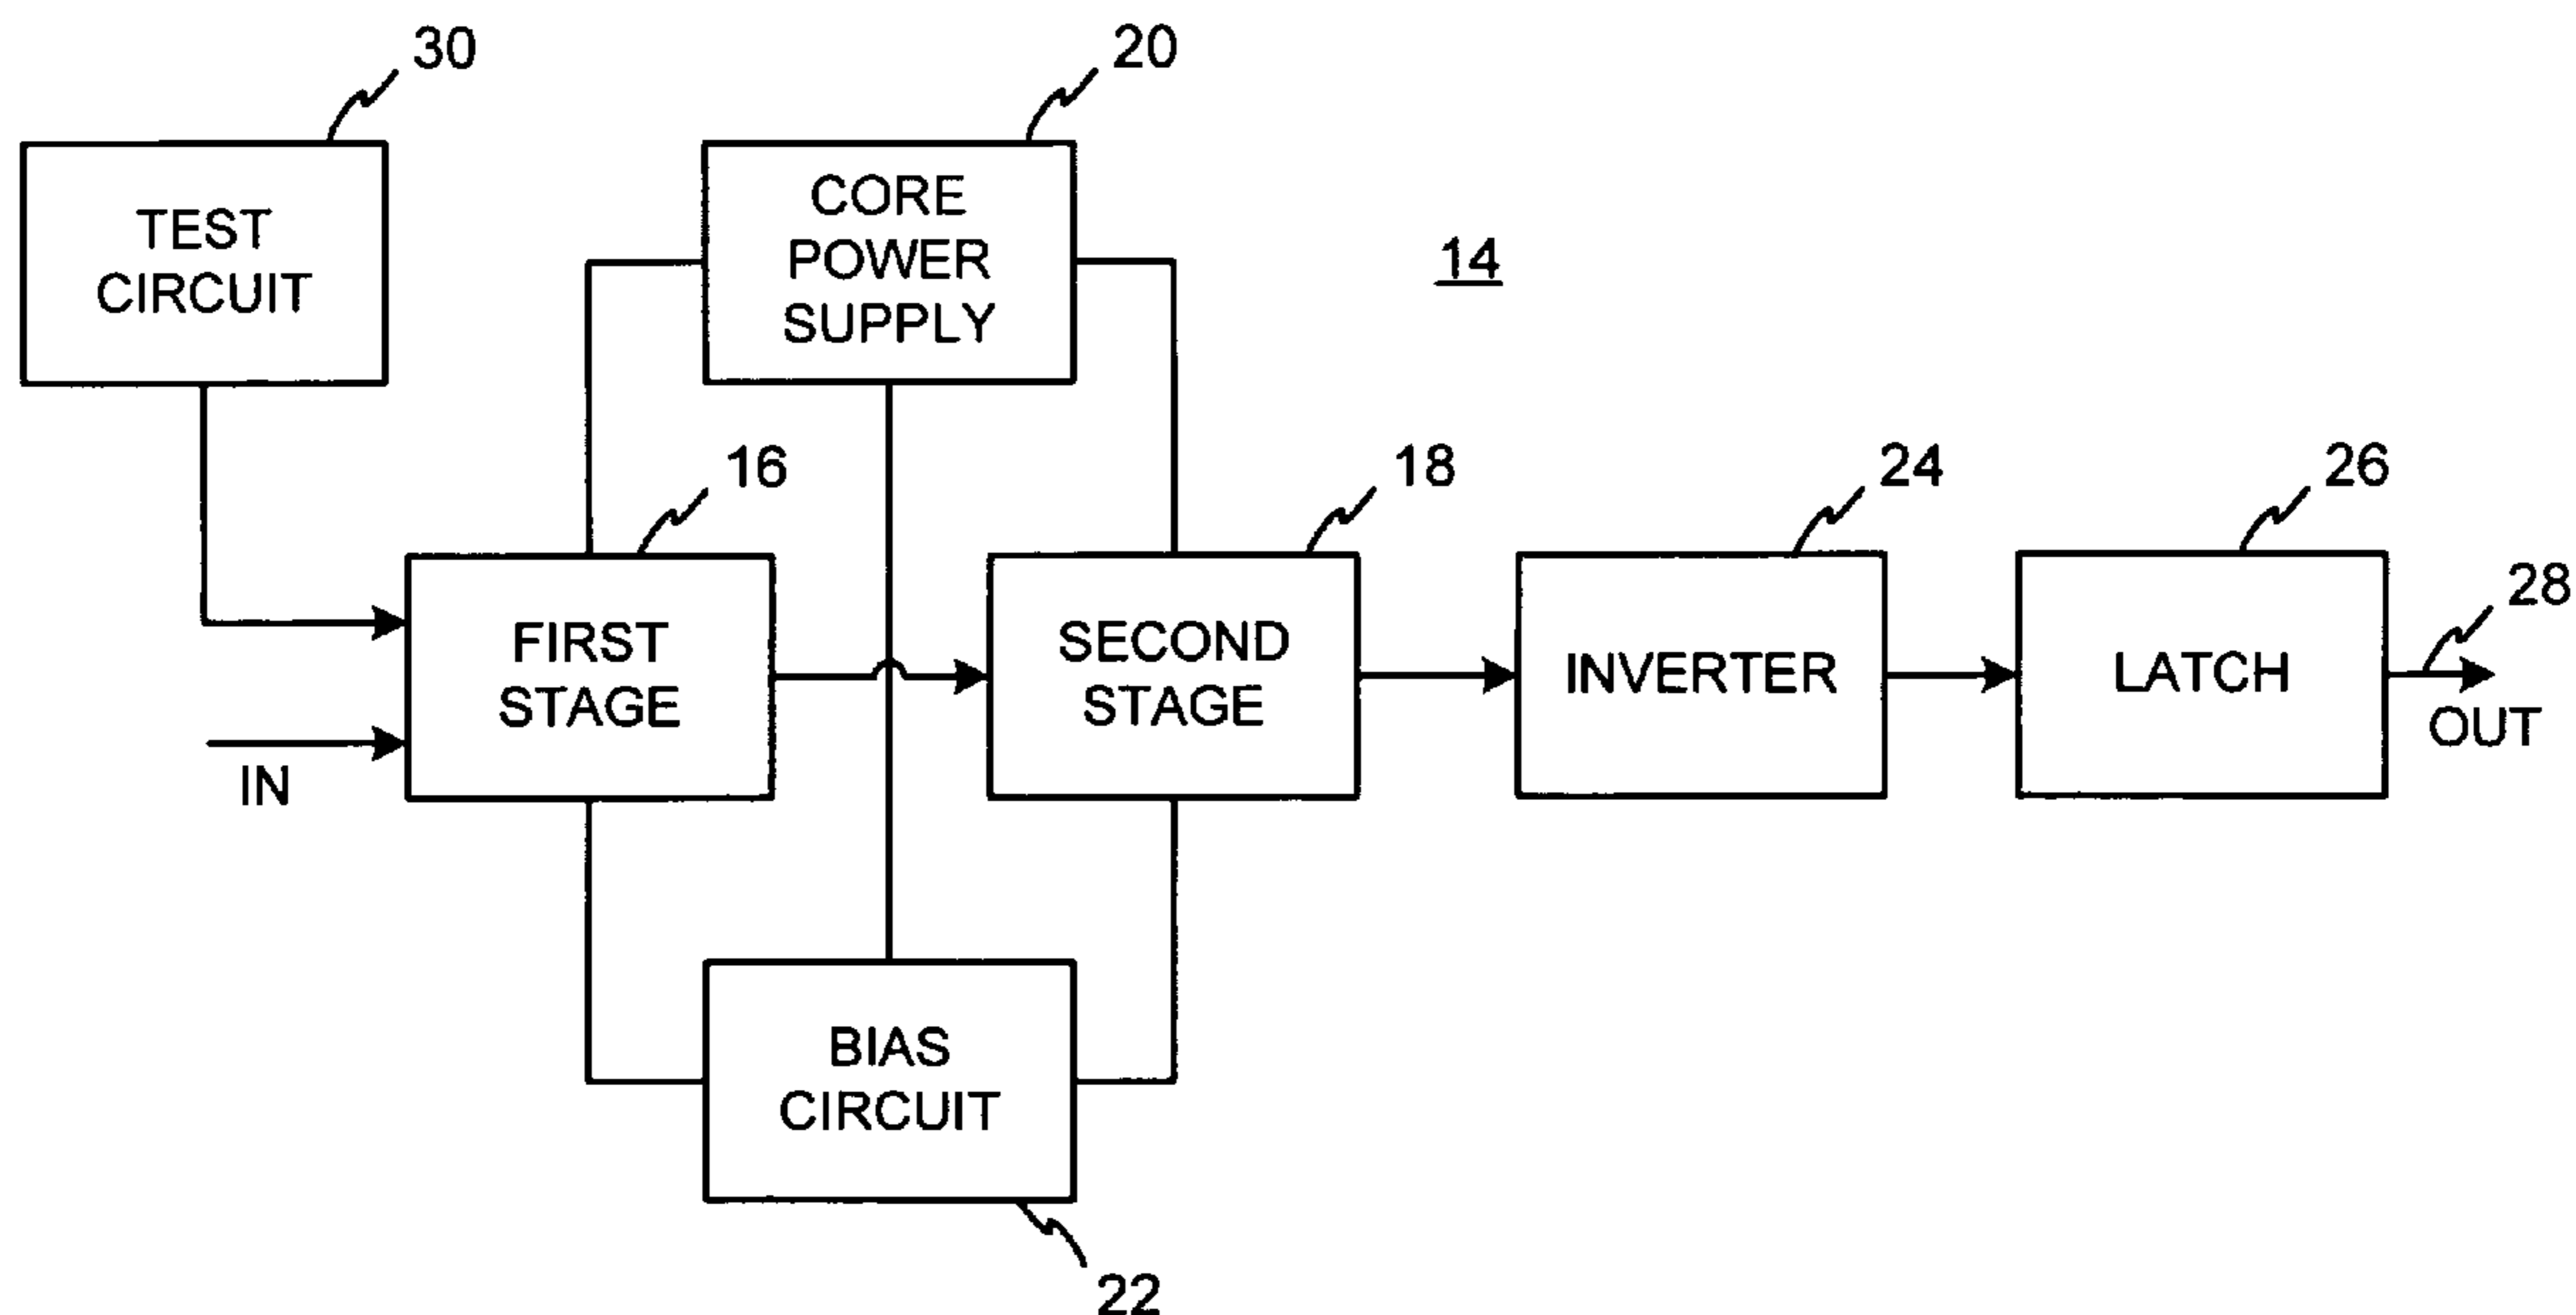 30
20
TEST
CIRCUIT
CORE
POWER
SUPPLY
14
16
18
24
26
28
FIRST
STAGE
SECOND
STAGE
INVERTER
LATCH
IN
OUT
BIAS
CIRCUIT
22